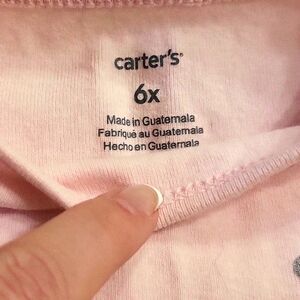 carter's
6x
Made in Guatemala
Fabriqué au Guatemala
Hecho en Guatemala